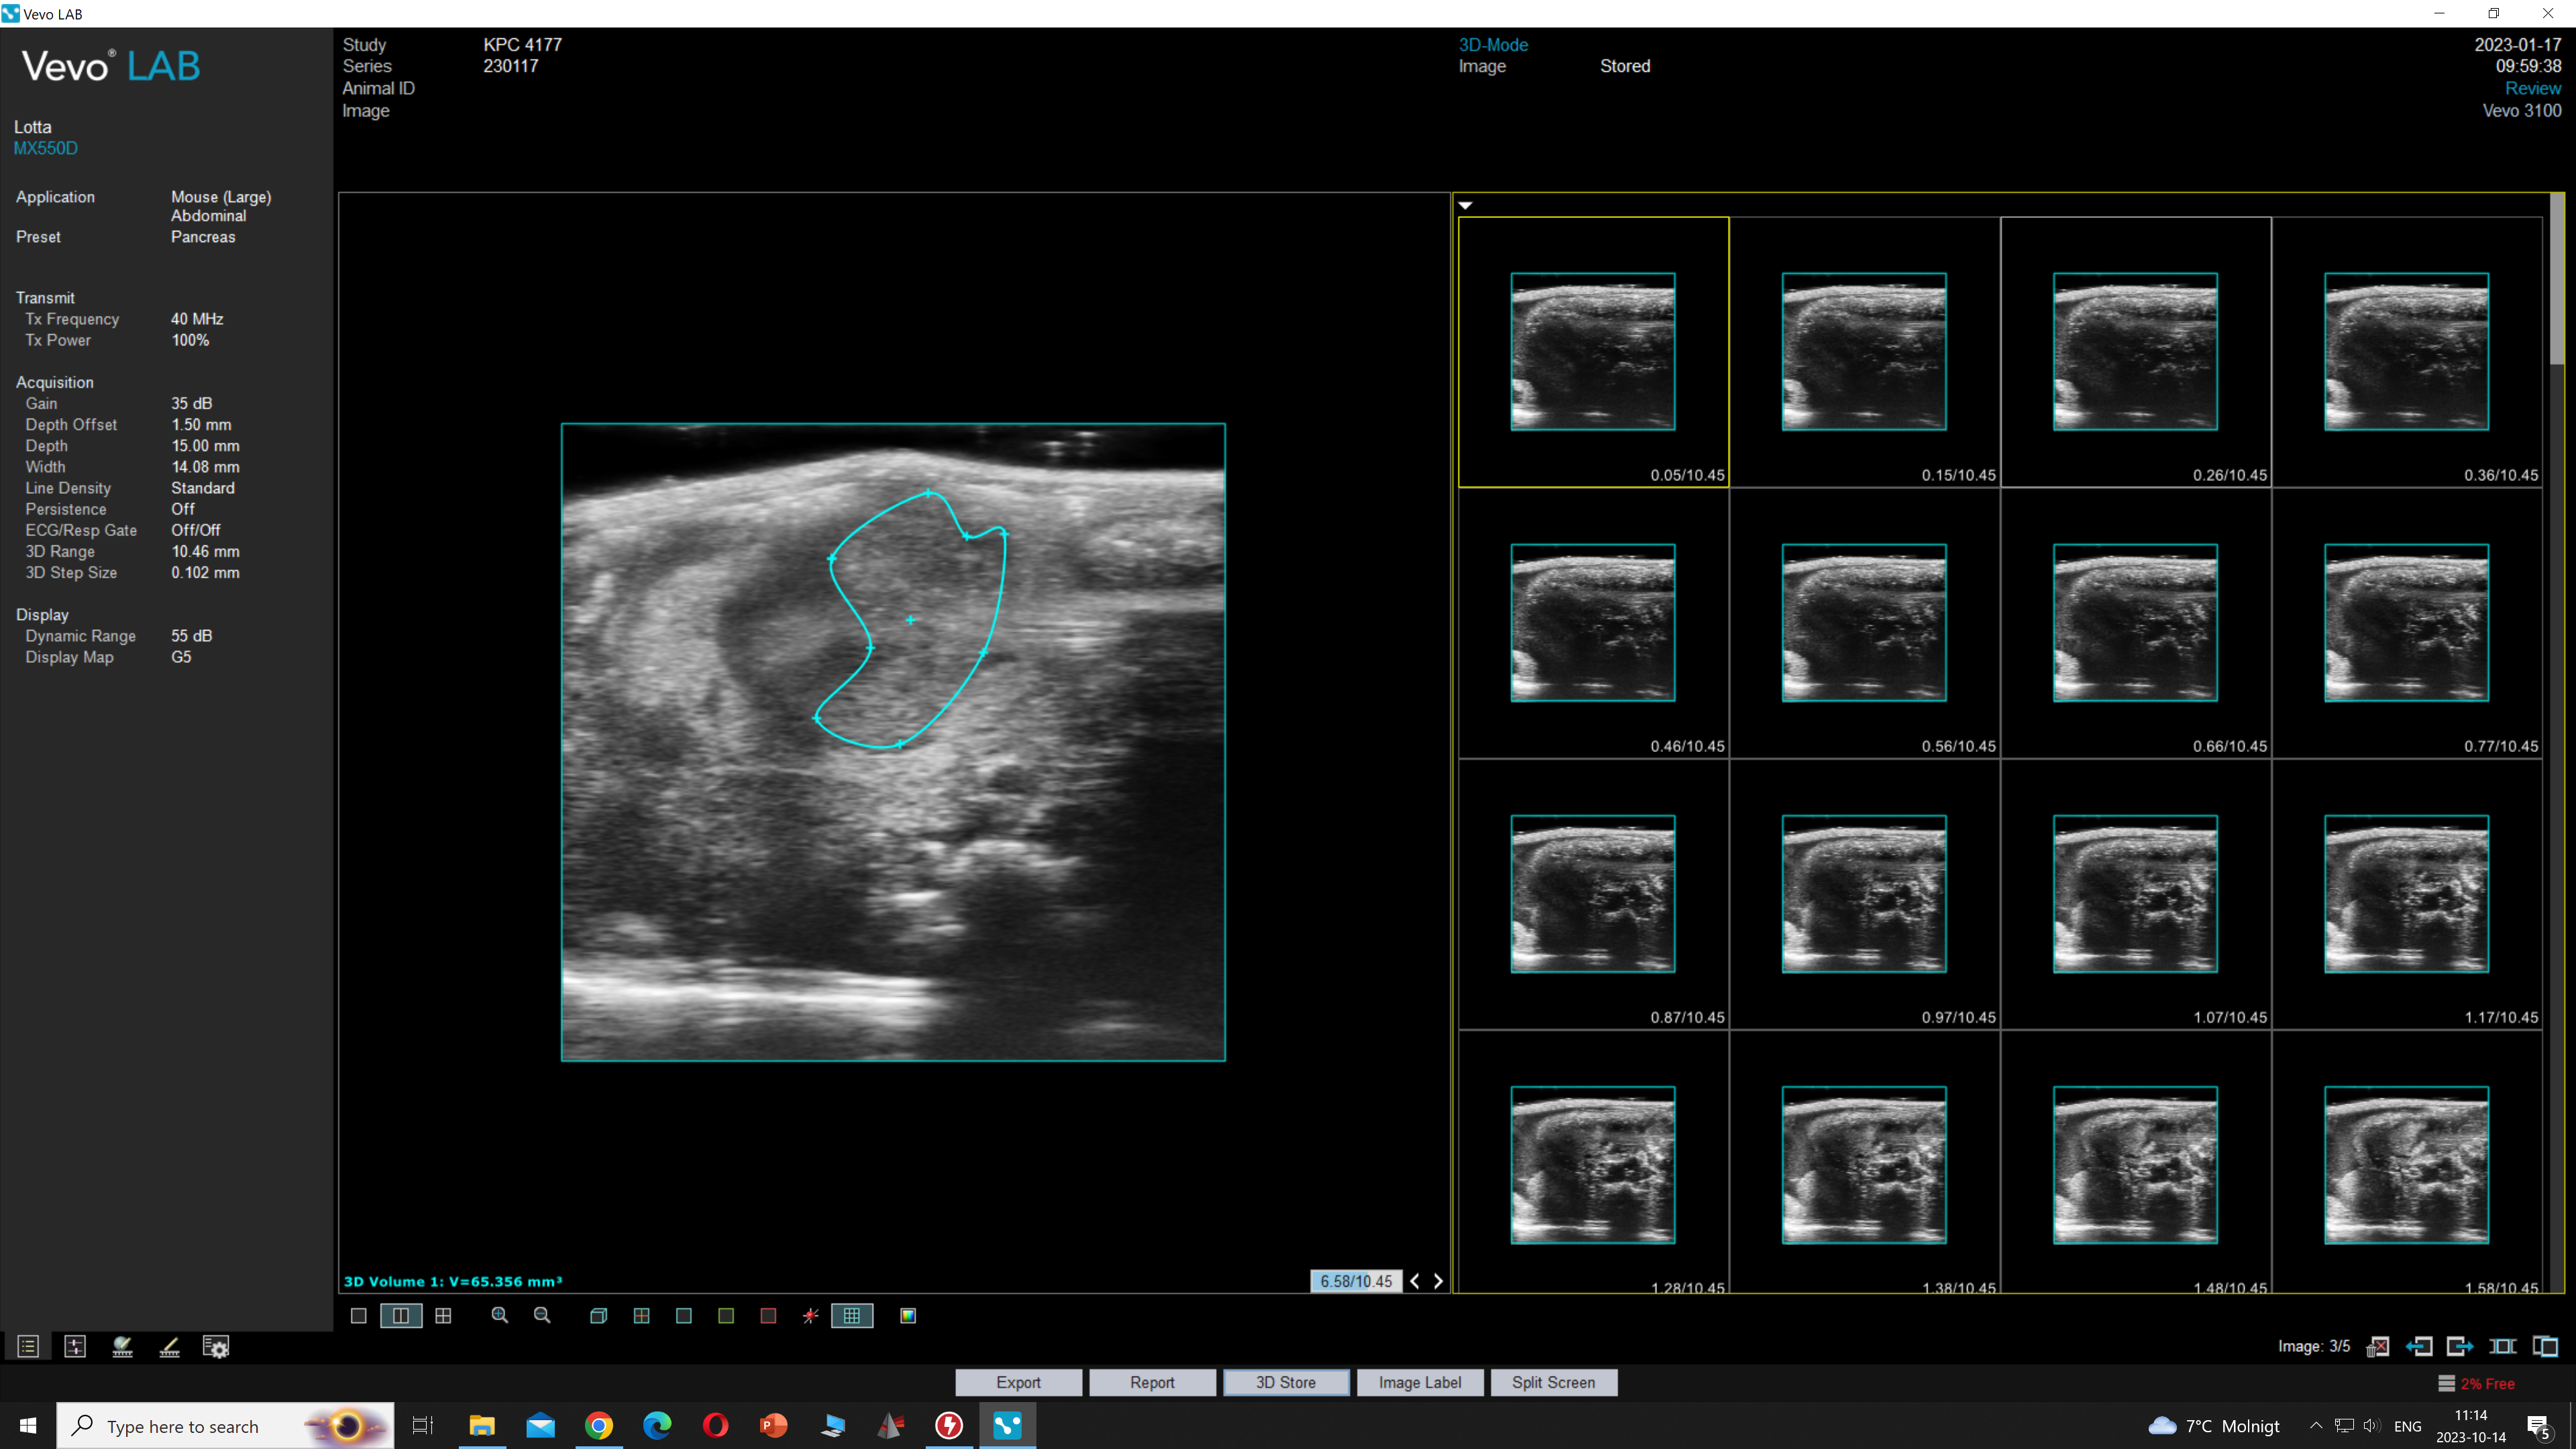 Vevo LAB
Vevo® LAB
Study KPC 4177
Series 230117
Animal ID
Image
3D-Mode
Image Stored
2023-01-17
09:59:38
Review
Vevo 3100
Lotta
MX550D
Application Mouse (Large)
Abdominal
Preset Pancreas
Transmit
Tx Frequency 40 MHz
Tx Power 100%
Acquisition
Gain 35 dB
Depth Offset 1.50 mm
Depth 15.00 mm
Width 14.08 mm
Line Density Standard
Persistence Off
ECG/Resp Gate Off/Off
3D Range 10.46 mm
3D Step Size 0.102 mm
Display
Dynamic Range 55 dB
Display Map G5
0.05/10.45 0.15/10.45 0.26/10.45 0.36/10.45
0.46/10.45 0.56/10.45 0.66/10.45 0.77/10.45
0.87/10.45 0.97/10.45 1.07/10.45 1.17/10.45
1.28/10.45 1.38/10.45 1.48/10.45 1.58/10.45
3D Volume 1: V=65.356 mm³
6.58/10.45
Image: 3/5
Export Report 3D Store Image Label Split Screen
2% Free
Type here to search
P
7°C Molnigt
ENG
11:14
2023-10-14
5